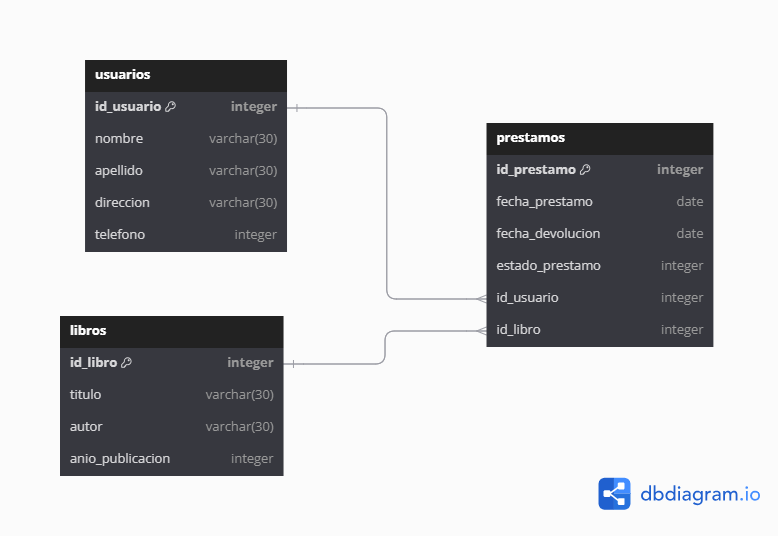 usuarios
id_usuario integer
nombre varchar(30)
apellido varchar(30)
direccion varchar(30)
telefono integer
prestamos
id_prestamo integer
fecha_prestamo date
fecha_devolucion date
estado_prestamo integer
id_usuario integer
id_libro integer
libros
id_libro integer
titulo varchar(30)
autor varchar(30)
anio_publicacion integer
dbdiagram.io